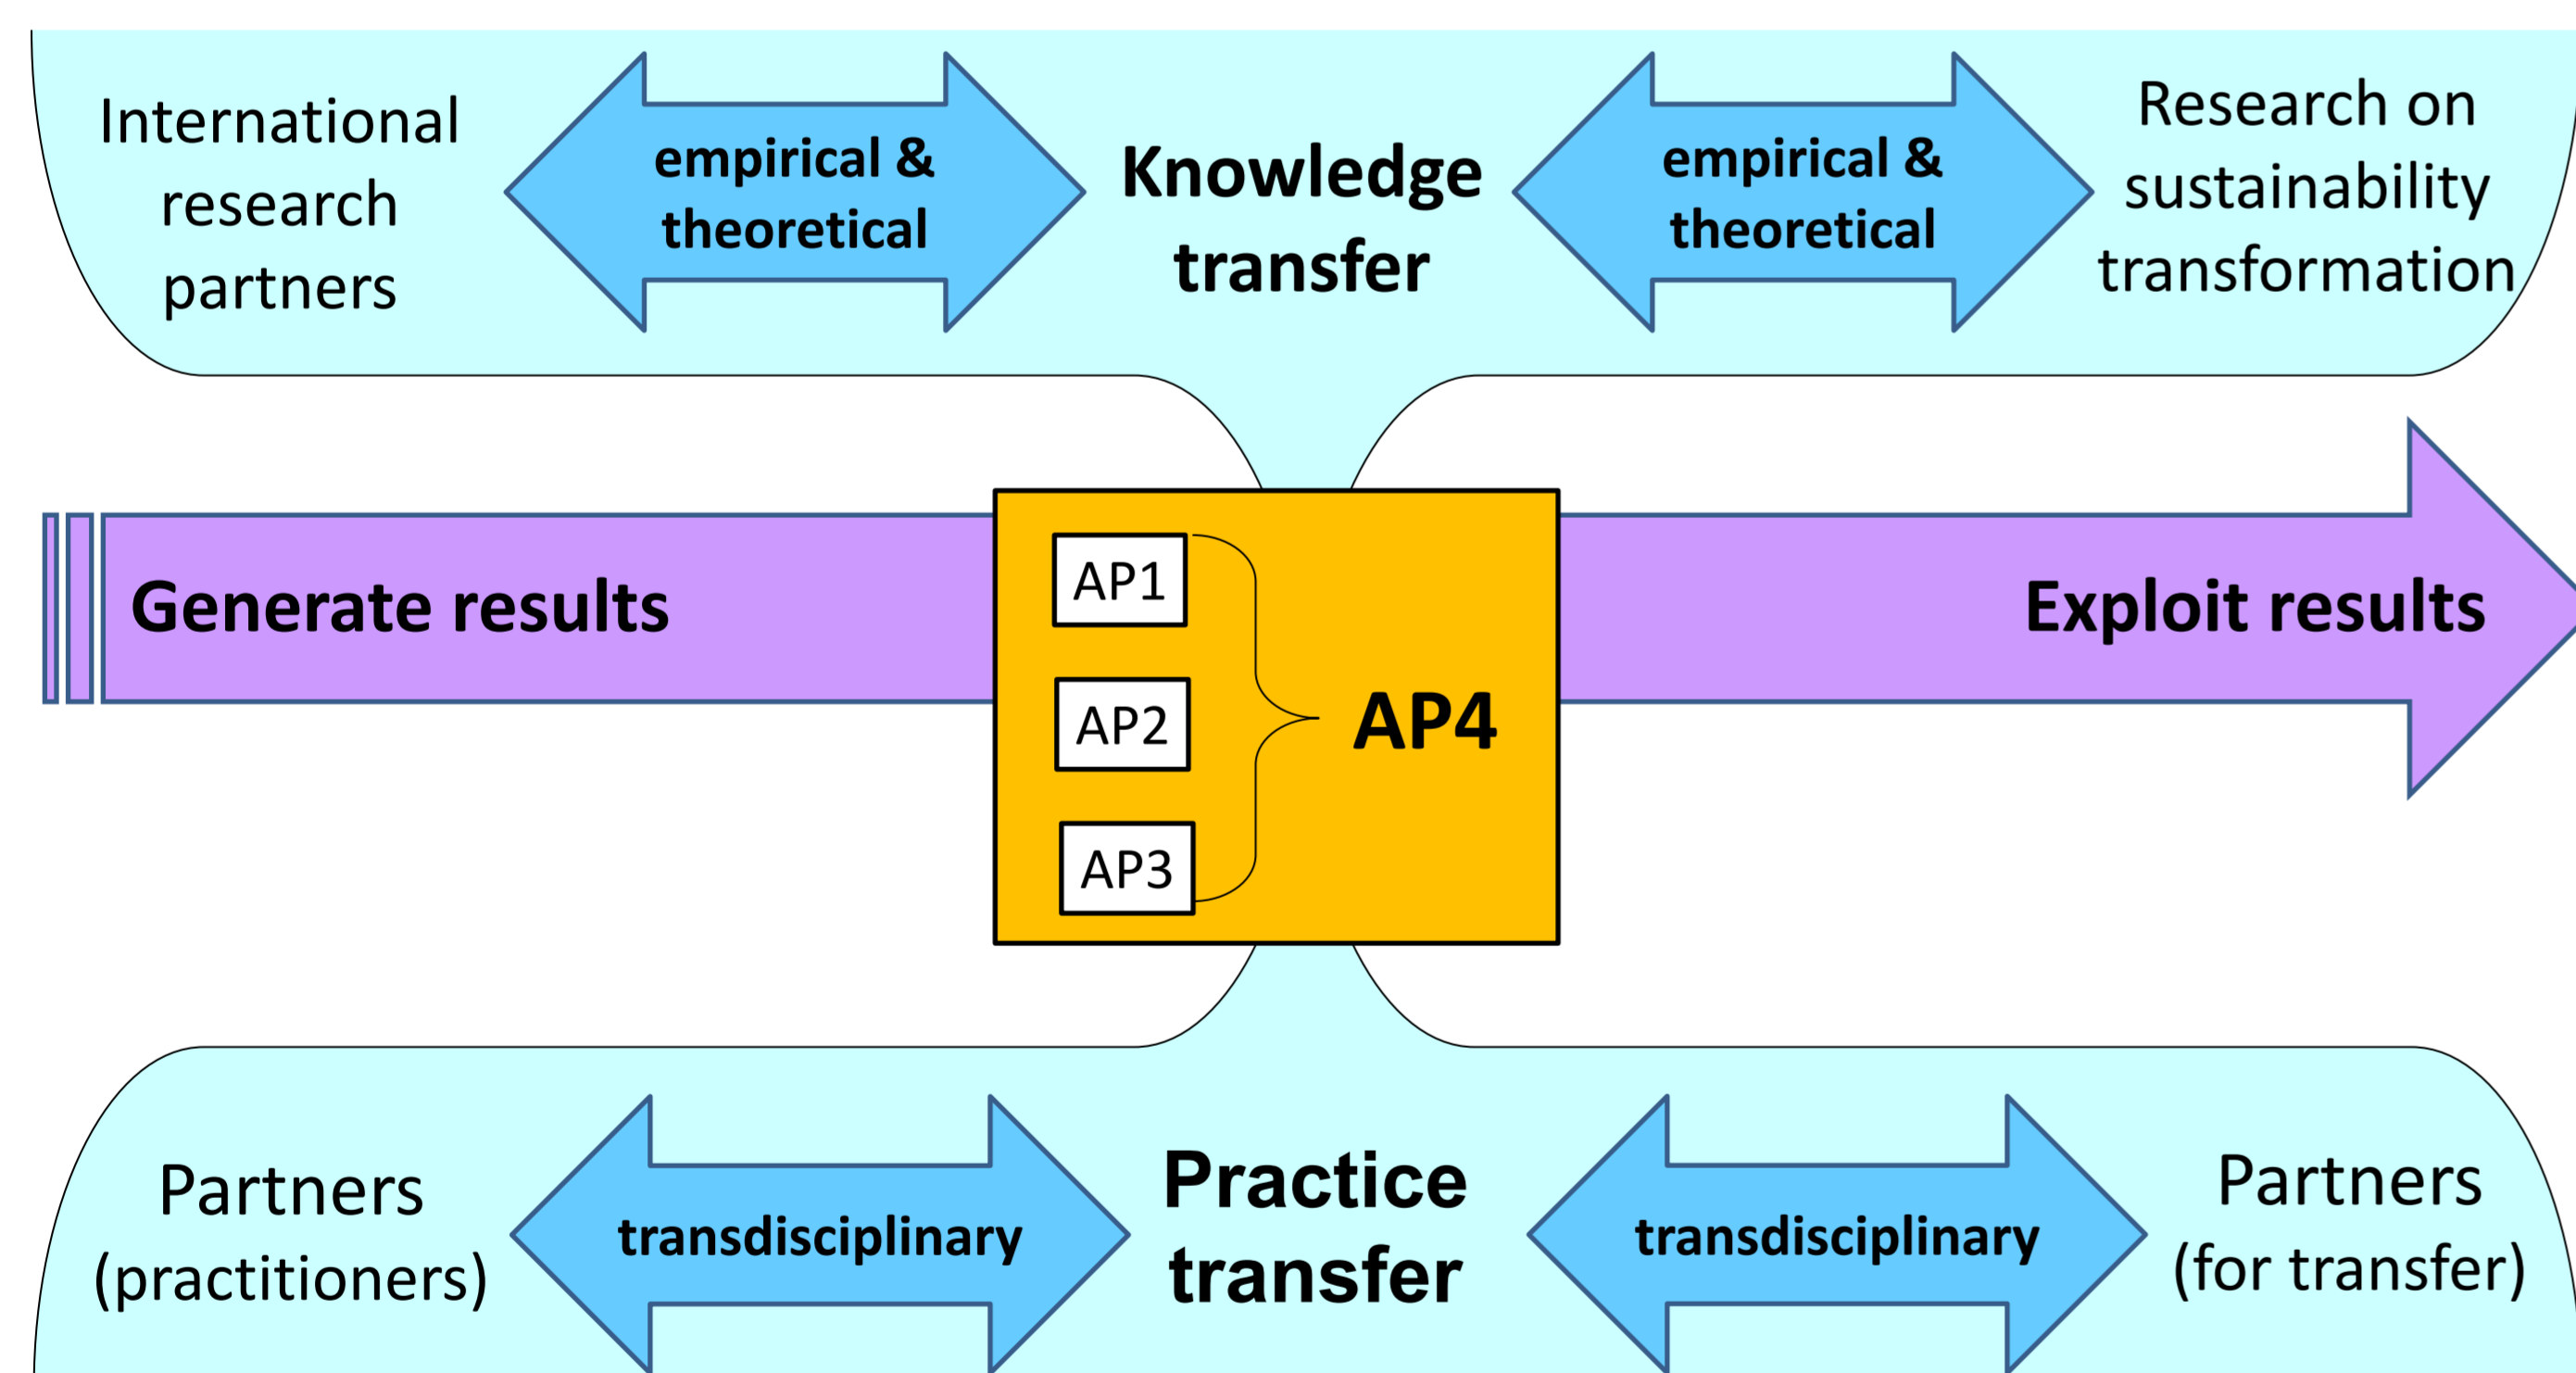 International
research
partners
empirical &
theoretical
Knowledge
transfer
empirical &
theoretical
Research on
sustainability
transformation
Generate results
AP1
AP2
AP3
AP4
Exploit results
Partners
(practitioners)
transdisciplinary
Practice
transfer
transdisciplinary
Partners
(for transfer)